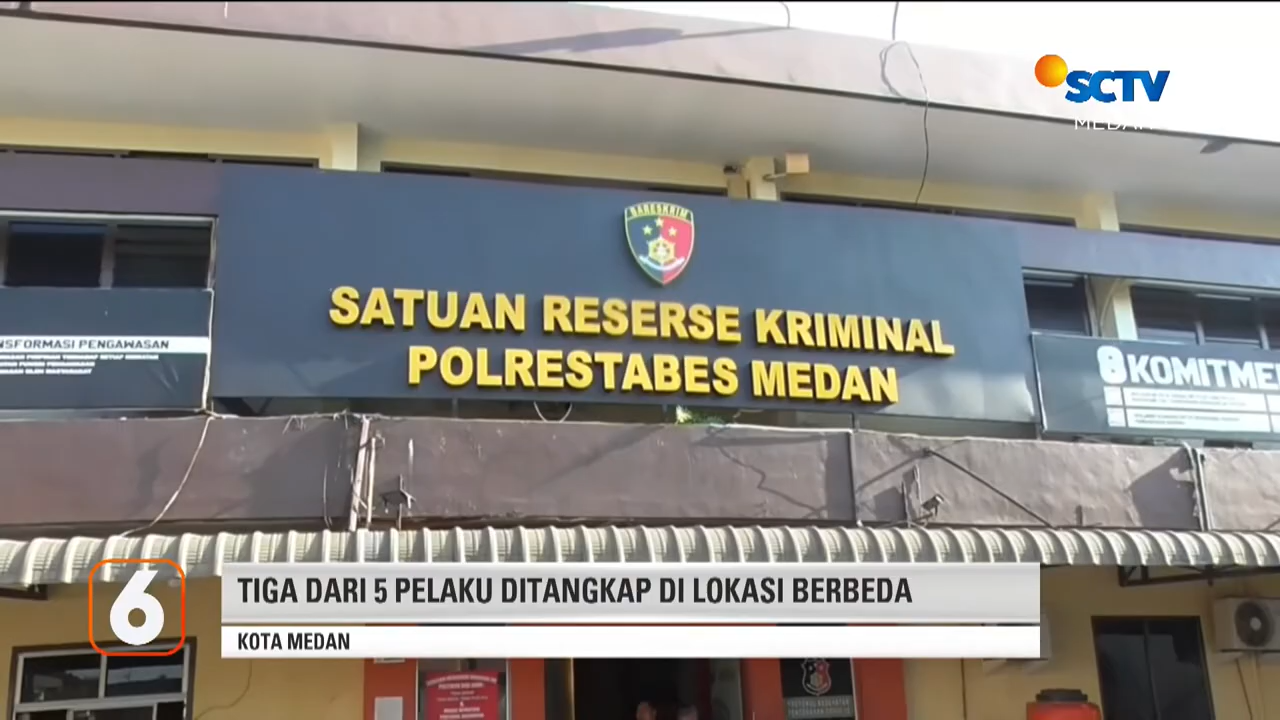 SCTV
MEDAN
BARESKRIM
SATUAN RESERSE KRIMINAL
POLRESTABES MEDAN
NSFORMASI PENGAWASAN
8 KOMITME
6
TIGA DARI 5 PELAKU DITANGKAP DI LOKASI BERBEDA
KOTA MEDAN